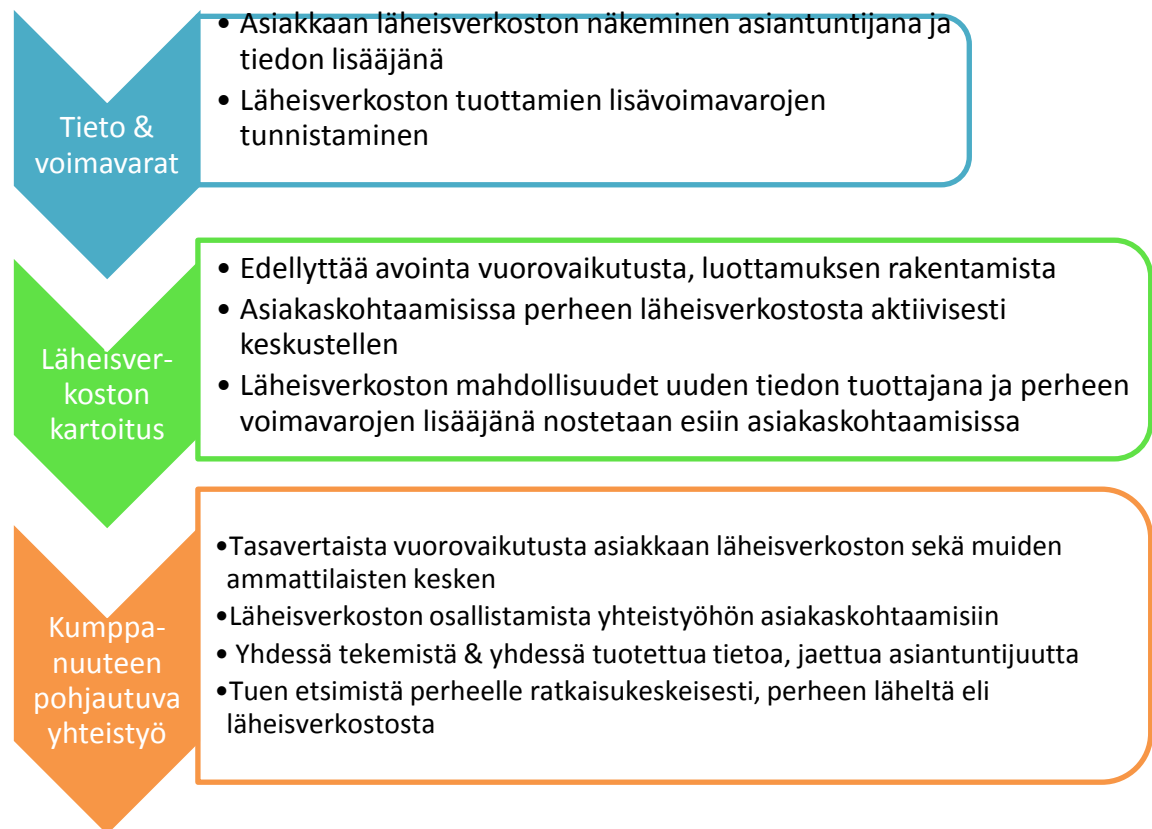 Tieto &
voimavarat
• Asiakkaan läheisverkoston näkeminen asiantuntijana ja
tiedon lisääjänä
• Läheisverkoston tuottamien lisävoimavarojen
tunnistaminen
Läheisver-
koston
kartoitus
• Edellyttää avointa vuorovaikutusta, luottamuksen rakentamista
• Asiakaskohtaamisissa perheen läheisverkostosta aktiivisesti
keskustellen
• Läheisverkoston mahdollisuudet uuden tiedon tuottajana ja perheen
voimavarojen lisääjänä nostetaan esiin asiakaskohtaamisissa
Kumppa-
nuuteen
pohjautuva
yhteistyö
•Tasavertaista vuorovaikutusta asiakkaan läheisverkoston sekä muiden
ammattilaisten kesken
•Läheisverkoston osallistamista yhteistyöhön asiakaskohtaamisiin
• Yhdessä tekemistä & yhdessä tuotettua tietoa, jaettua asiantuntijuutta
•Tuen etsimistä perheelle ratkaisukeskeisesti, perheen läheltä eli
läheisverkostosta